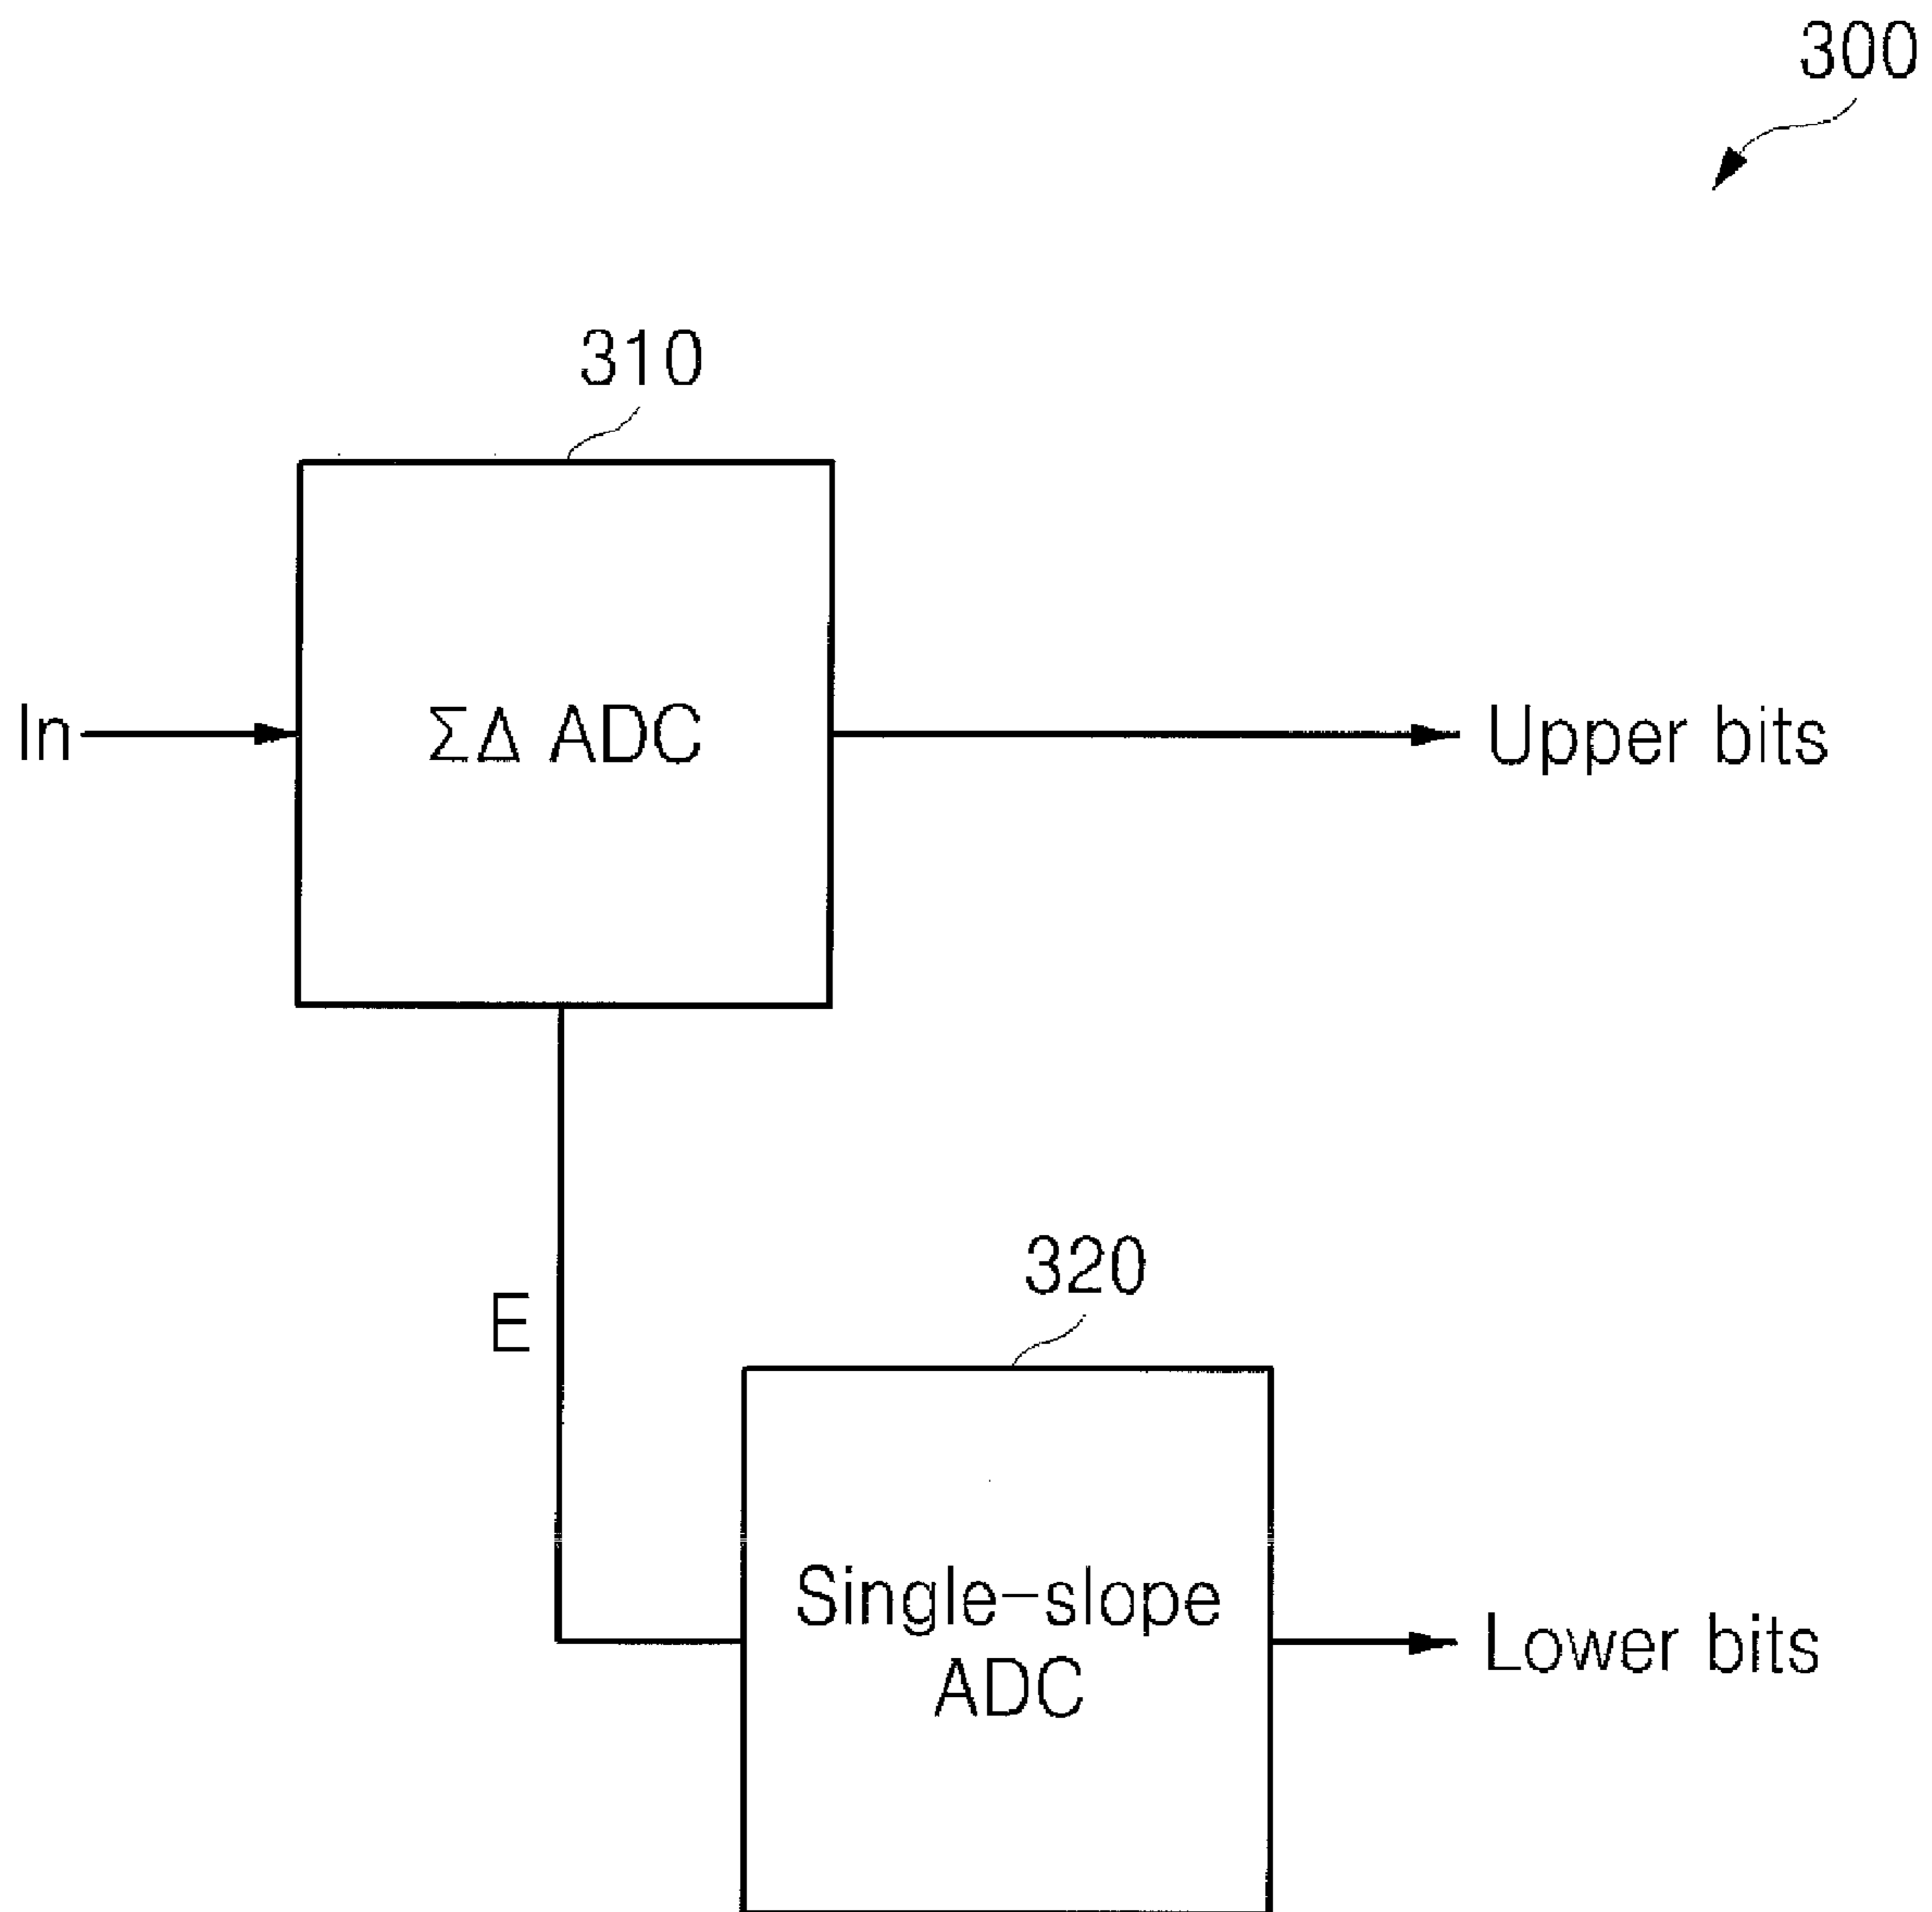 300
310
In
ΣΔ ADC
Upper bits
320
E
Single-slope
ADC
Lower bits